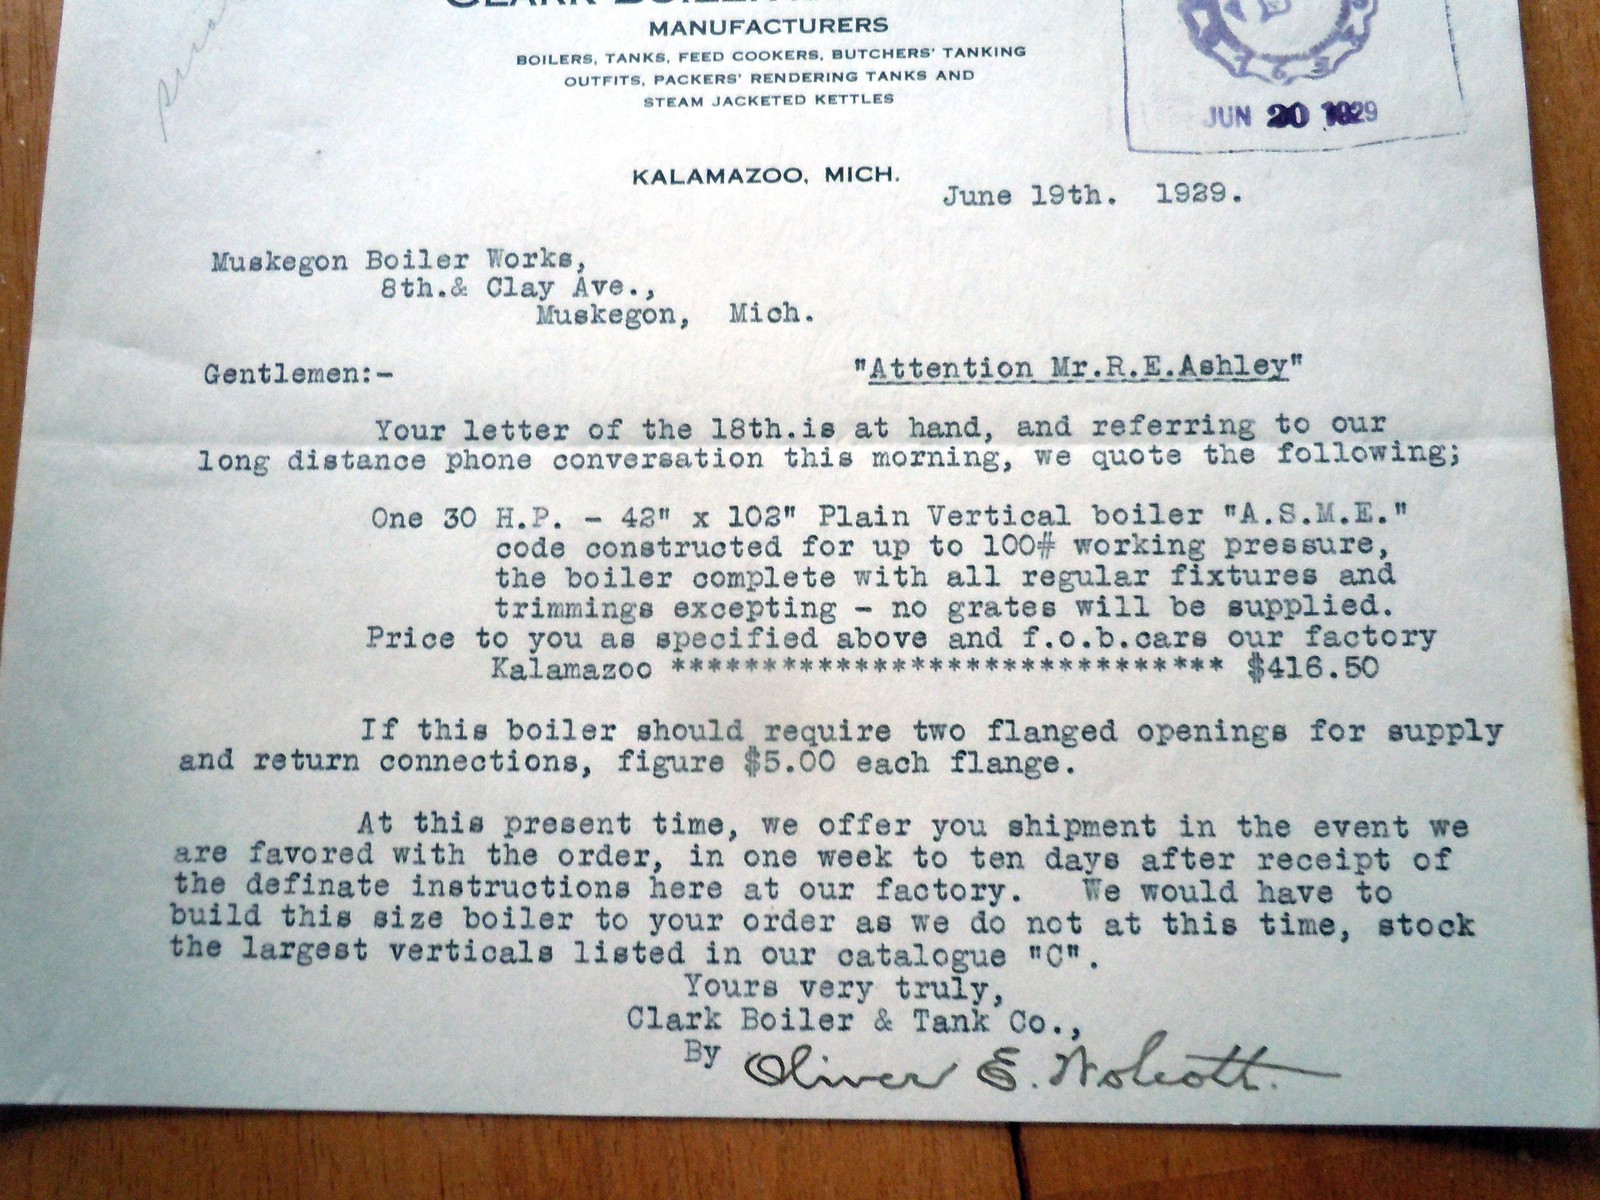 CLARK BOILER
MANUFACTURERS
BOILERS, TANKS, FEED COOKERS, BUTCHERS' TANKING
OUTFITS, PACKERS' RENDERING TANKS AND
STEAM JACKETED KETTLES
JUN 20 1929
KALAMAZOO, MICH.
June 19th. 1929.
Muskegon Boiler Works,
8th.& Clay Ave.,
Muskegon, Mich.
Gentlemen:- "Attention Mr.R.E.Ashley"
Your letter of the 18th.is at hand, and referring to our
long distance phone conversation this morning, we quote the following;
One 30 H.P. - 42" x 102" Plain Vertical boiler "A.S.M.E."
code constructed for up to 100# working pressure,
the boiler complete with all regular fixtures and
trimmings excepting - no grates will be supplied.
Price to you as specified above and f.o.b.cars our factory
Kalamazoo ****************************** $416.50
If this boiler should require two flanged openings for supply
and return connections, figure $5.00 each flange.
At this present time, we offer you shipment in the event we
are favored with the order, in one week to ten days after receipt of
the definate instructions here at our factory. We would have to
build this size boiler to your order as we do not at this time, stock
the largest verticals listed in our catalogue "C".
Yours very truly,
Clark Boiler & Tank Co.,
By Oliver E. Wolcott.